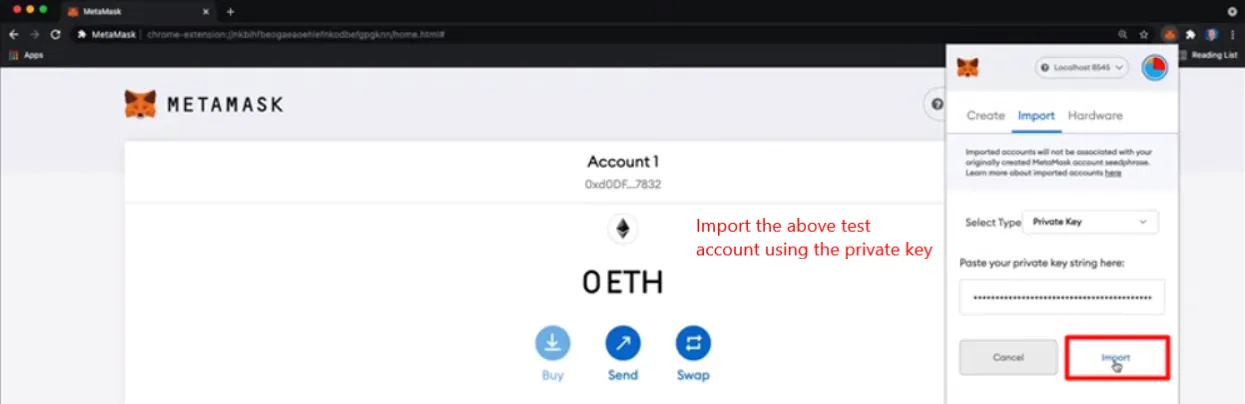 MetaMask
MetaMask | chrome-extension://nkbihfbeogaeaoehlefnkodbefgpgknn/home.html#
Apps
Reading List
METAMASK
Account 1
0xd0DF...7832
0 ETH
Buy
Send
Swap
Import the above test
account using the private key
Localhost 8545
Create
Import
Hardware
Imported accounts will not be associated with your
originally created MetaMask account seedphrase.
Learn more about imported accounts here
Select Type
Private Key
Paste your private key string here:
Cancel
Import